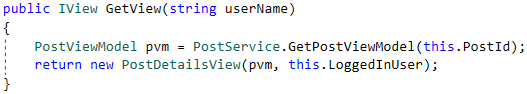 public IView GetView(string userName)
{
    PostViewModel pvm = PostService.GetPostViewModel(this.PostId);
    return new PostDetailsView(pvm, this.LoggedInUser);
}